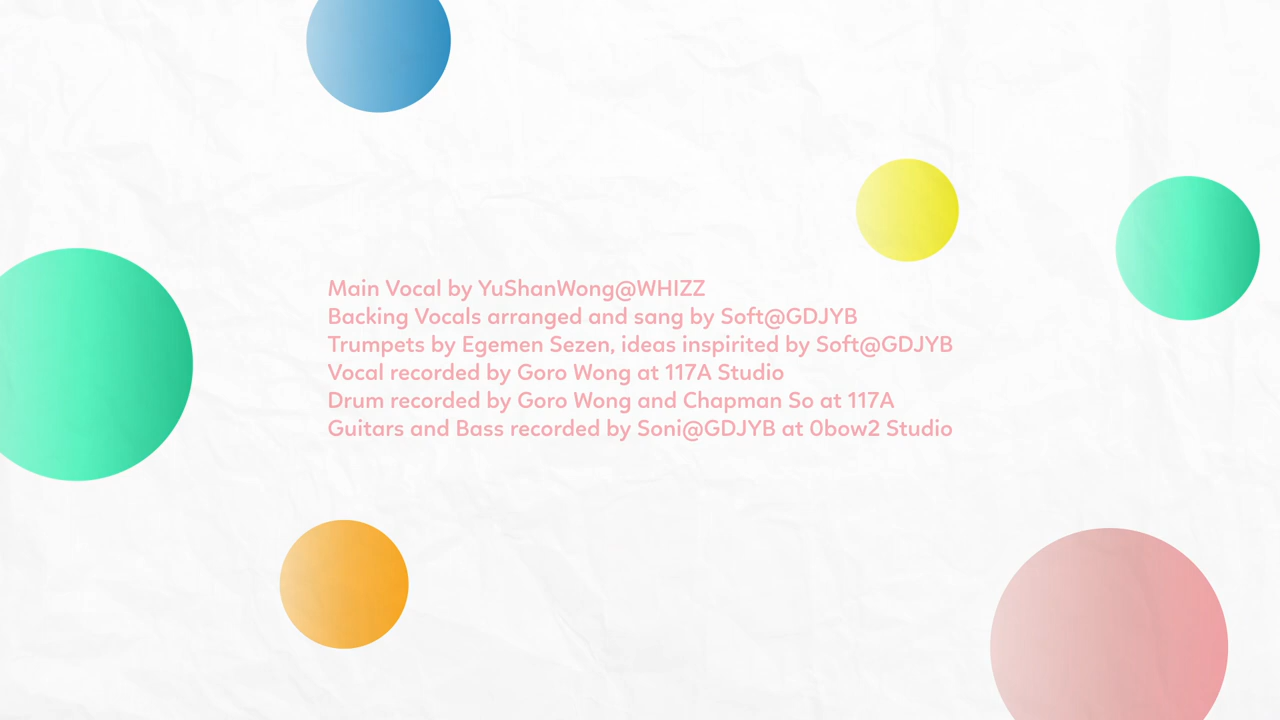 Main Vocal by YuShanWong@WHIZZ
Backing Vocals arranged and sang by Soft@GDJYB
Trumpets by Egemen Sezen, ideas inspirited by Soft@GDJYB
Vocal recorded by Goro Wong at 117A Studio
Drum recorded by Goro Wong and Chapman So at 117A
Guitars and Bass recorded by Soni@GDJYB at 0bow2 Studio